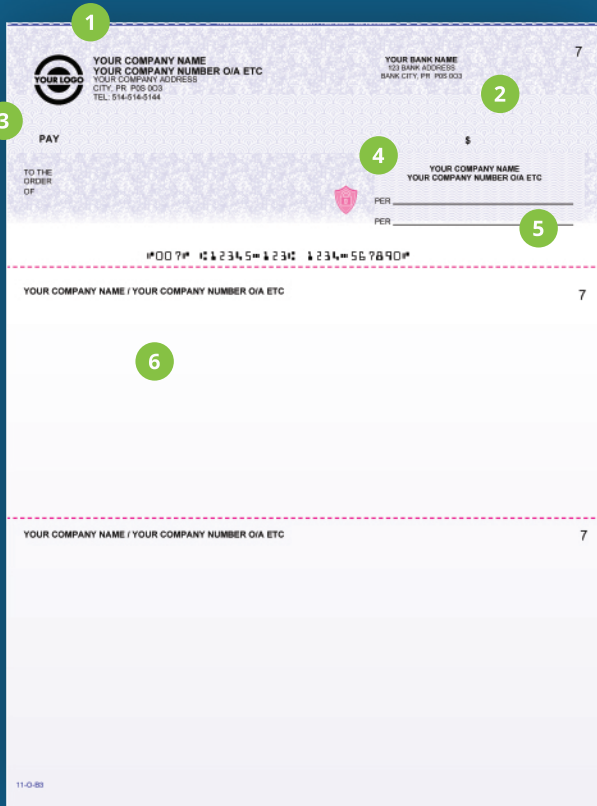 1
YOUR LOGO
YOUR COMPANY NAME
YOUR COMPANY NUMBER O/A ETC
YOUR COMPANY ADDRESS
CITY, PR P0S 0O3
TEL: 514-514-5144
YOUR BANK NAME
123 BANK ADDRESS
BANK CITY, PR P0S 0O3
7
2
3
PAY
$
4
TO THE
ORDER
OF
YOUR COMPANY NAME
YOUR COMPANY NUMBER O/A ETC
PER
PER
5
⑈007⑈ ⑆12345⑉123⑆ 1234⑉567890⑈
YOUR COMPANY NAME / YOUR COMPANY NUMBER O/A ETC
7
6
YOUR COMPANY NAME / YOUR COMPANY NUMBER O/A ETC
7
11-O-B9